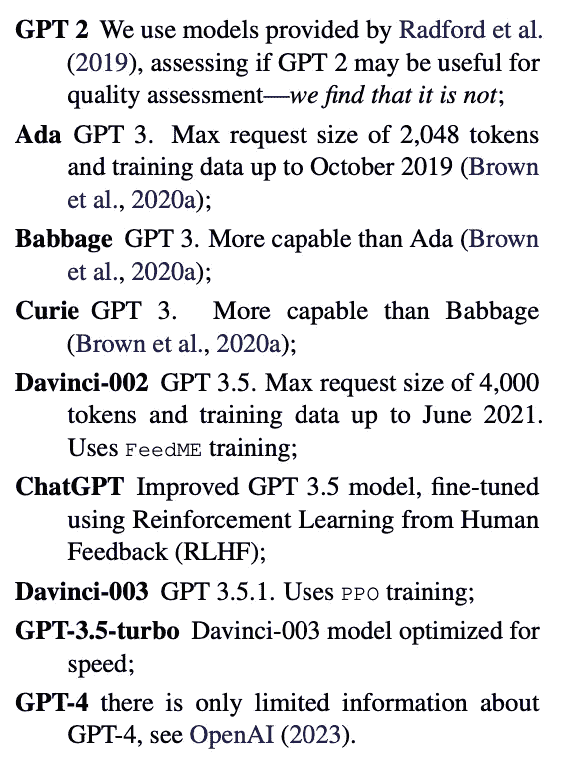 GPT 2 We use models provided by Radford et al.
(2019), assessing if GPT 2 may be useful for
quality assessment—we find that it is not;
Ada GPT 3. Max request size of 2,048 tokens
and training data up to October 2019 (Brown
et al., 2020a);
Babbage GPT 3. More capable than Ada (Brown
et al., 2020a);
Curie GPT 3. More capable than Babbage
(Brown et al., 2020a);
Davinci-002 GPT 3.5. Max request size of 4,000
tokens and training data up to June 2021.
Uses FeedME training;
ChatGPT Improved GPT 3.5 model, fine-tuned
using Reinforcement Learning from Human
Feedback (RLHF);
Davinci-003 GPT 3.5.1. Uses PPO training;
GPT-3.5-turbo Davinci-003 model optimized for
speed;
GPT-4 there is only limited information about
GPT-4, see OpenAI (2023).